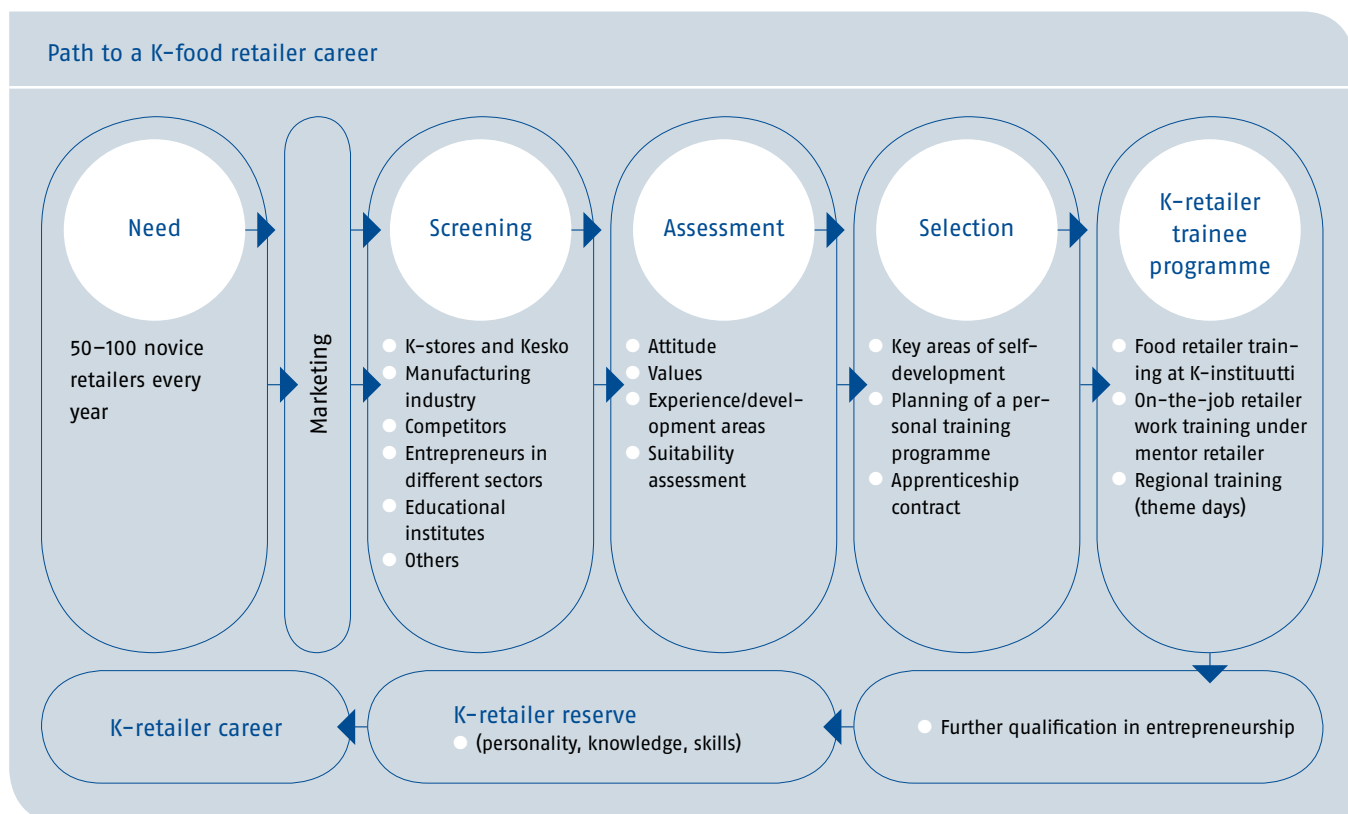 Path to a K-food retailer career
Need
50–100 novice
retailers every
year
Marketing
Screening
K-stores and Kesko
Manufacturing
industry
Competitors
Entrepreneurs in
different sectors
Educational
institutes
Others
Assessment
Attitude
Values
Experience/devel-
opment areas
Suitability
assessment
Selection
Key areas of self-
development
Planning of a per-
sonal training
programme
Apprenticeship
contract
K-retailer
trainee
programme
Food retailer train-
ing at K-instituutti
On-the-job retailer
work training under
mentor retailer
Regional training
(theme days)
Further qualification in entrepreneurship
K-retailer reserve
(personality, knowledge, skills)
K-retailer career